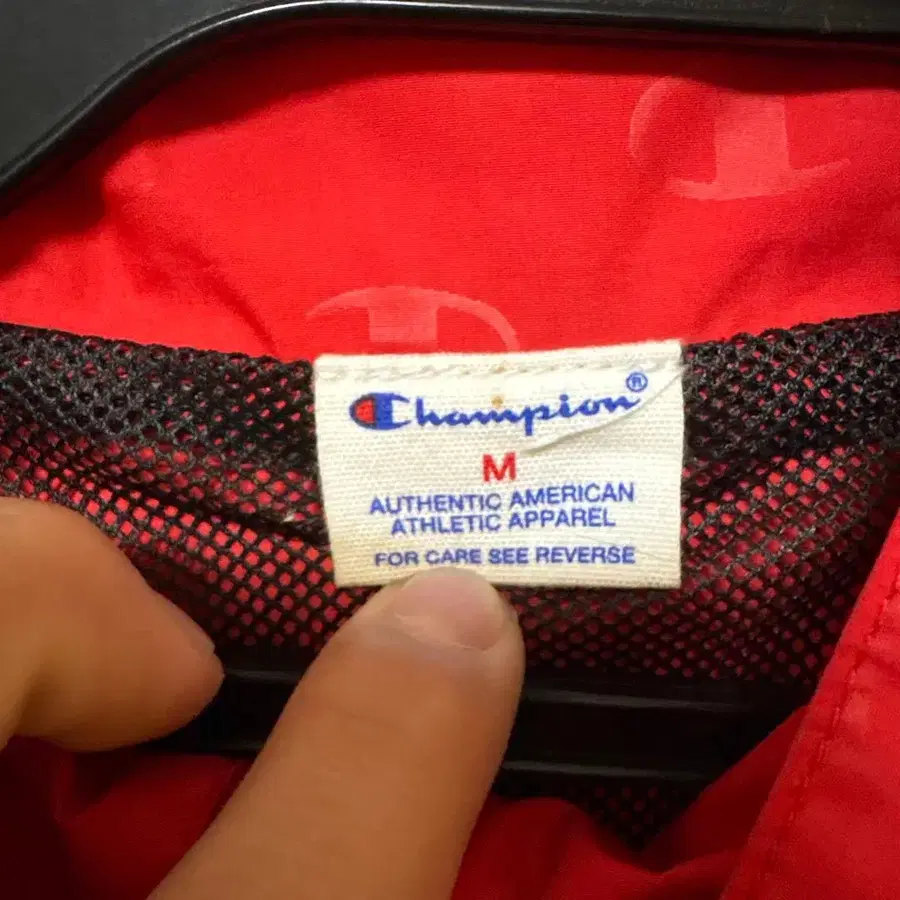 Champion®
M
AUTHENTIC AMERICAN
ATHLETIC APPAREL
FOR CARE SEE REVERSE